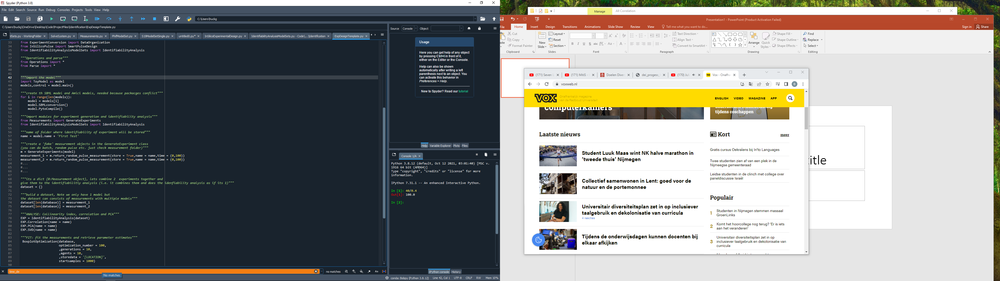 Spyder (Python 3.8)
File Edit Search Source Run Debug Consoles Projects Tools View Help
C:\Users\huckg
C:\Users\huckg\OneDrive\Desktop\Code\ProjectFiles\Identification\ExpDesignTemplate.py
elSets.py - WorkingFolder SolveSystem.py Measurements.py PhifModelSet.py S19ModelSetSingle.py untitled0.py* InSilicoExperimentalDesign.py IdentifiabilityAnalysisModelSets.py - Code\...\Identification ExpDesignTemplate.py
33 from ExperimentConversion import DataOrganization
34 from InSilicoPulse import SmartPulseDesign
35 from IdentifiabilityAnalysisModelSets import IdentifiabilityAnalysis
36
37 """Operations and parse"""
38 from Operations import *
39 from Parse import *
40
41
42 """import the model"""
43 import ToyModel as model
44 models,control = model.main()
45
46 """create th SBML model and Amici models, needed because packacges conflict"""
47 for i in range(len(models)):
48 model = models[i]
49 model.SBMLconversion()
50 model.PytoCompile()
51
52 """import modules for experiment generation and identifiability analysis"""
53 from Measurements import GenerateExperiments
54 from IdentifiabilityAnalysisModelSets import IdentifiabilityAnalysis
55
56 """name of folder where identifiability of experiment will be stored"""
57 name = model.name + 'First Test'
58
59 """create a 'fake' measurement objects in the GenerateExperiment class
60 (you can do batch, random pulse etc. just check measurement folder)"""
61 m = GenerateExperiments(model)
62 measurement_1 = m.return_random_pulse_measurement(store = True,name = name,time = (0,100))
63 measurement_2 = m.return_random_pulse_measurement(store = True,name = name,time = (0,100))
64 #...
65 #...
66 #...
67
68 """its a dict {0:Measurement object}, lets combine 2 experiments together and
69 give them to the identifiabilitiy analysis (i.e. it combines them and does the idenfiability analysis as if its 1)"""
70 dataset = {}
71
72 """build a dataset, Note we only have 1 model but
73 the dataset can consists of measurements with multiple models"""
74 dataset[len(database)] = measurement_1
75 dataset[len(database)] = measurement_2
76
77 """ANALYSE: Collinearity index, correlation and PCA"""
78 EXP = IdentifiabilityAnalysis(dataset)
79 EXP.Correlation(name = name)
80 EXP.PCA(name = name)
81 EXP.SVD(name = name)
82
83 """FIT: fit the measurements and retrieve parameter estimates"""
84 BoxplotOptimization(database,
85 optimization_number = 100,
86 ,generations = 10,
87 ,agents = 10,
88 ,storedata = '[LOCATION]',
89 startsamples = 1000)
90
time_de no matches Aa
No matches
Source Console Object
Usage
Here you can get help of any object
by pressing Ctrl+I in front of it,
either on the Editor or the Console.
Help can also be shown
automatically after writing a left
parenthesis next to an object. You
can activate this behavior in
Preferences > Help.
New to Spyder? Read our tutorial
Help Variable Explorer Plots Files
Console 1/A
Python 3.8.12 (default, Oct 12 2021, 03:01:40) [MSC v.
1916 64 bit (AMD64)]
Type "copyright", "credits" or "license" for more
information.
IPython 7.31.1 -- An enhanced Interactive Python.
In [1]: 40/0.4
Out[1]: 100.0
In [2]:
IPython console History
conda: Bobpy (Python 3.8.12) Line 42, Col 1 UTF-8 CRLF RW Mem 10%
Manage All Correlation
Presentation1 - PowerPoint (Product Activation Failed)
File Home Insert Design Transitions Animations Slide Show Review View Tell me what you want to do... Sign in Share
Cut
Copy
Format Painter
Clipboard
New
Slide
Layout
Reset
Section
Slides
B I U S abc AV Aa A
Font
Text Direction
Align Text
Convert to SmartArt
Paragraph
Arrange
Quick
Styles
Shape Fill
Shape Outline
Shape Effects
Drawing
Find
Replace
Select
Editing
itle
(171) Seven (171) MitiS - Doelen Diver dei_progess_ (170) Juli Vox - Onafha
voxweb.nl
B
VOX
Onafhankelijk magazine
van de Radboud Universiteit
ENGLISH VIDEO MAGAZINE APP
computerkamers
tijdens coschappen
Laatste nieuws
Student Luuk Maas wint NK halve marathon in
'tweede thuis' Nijmegen
Collectief samenwonen in Lent: goed voor de
natuur en de portemonnee
Universitair diversiteitsplan zet in op inclusiever
taalgebruik en dekolonisatie van curricula
4 reacties
Tijdens de onderwijsdagen kunnen docenten bij
elkaar afkijken
Kort meer
Gratis cursus Oekraïens bij In'to Languages
Twee studenten zien af van een plek in de
Nijmeegse gemeenteraad
Leidse studenten in de clinch met college over
paneldiscussie Israël
Populair
1 Studenten in Nijmegen stemmen massaal
GroenLinks
2 Komt het hoorcollege nog terug? 'Er is iets
aan het veranderen'
3 Universitair diversiteitsplan zet in op
inclusiever taalgebruik en dekolonisatie van
curricula